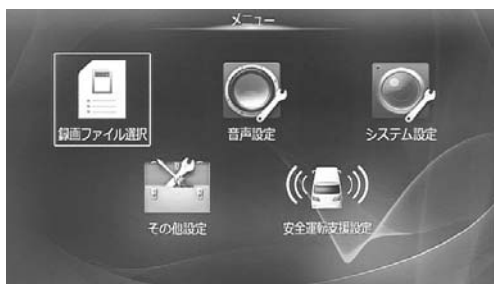 メニュー
録画ファイル選択
音声設定
システム設定
その他設定
安全運転支援設定